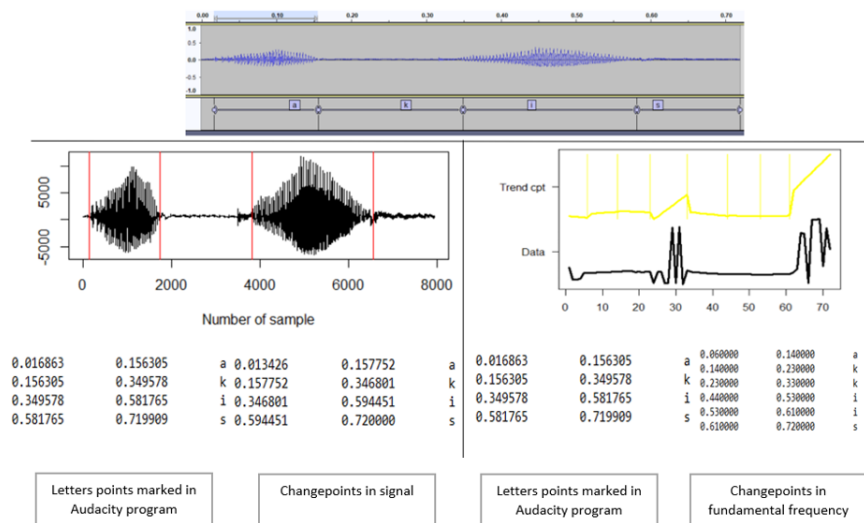 0.00 0.10 0.20 0.30 0.40 0.50 0.60 0.70
1.0
0.5
0.0
-0.5
-1.0
a k i s
5000
0
-5000
0 2000 4000 6000 8000
Number of sample
Trend cpt
Data
0 10 20 30 40 50 60 70
0.016863 0.156305 a 0.013426 0.157752 a
0.156305 0.349578 k 0.157752 0.346801 k
0.349578 0.581765 i 0.346801 0.594451 i
0.581765 0.719909 s 0.594451 0.720000 s
0.016863 0.156305 a
0.156305 0.349578 k
0.349578 0.581765 i
0.581765 0.719909 s
0.060000 0.140000 a
0.140000 0.230000 k
0.230000 0.330000 k
0.440000 0.530000 i
0.530000 0.610000 i
0.610000 0.720000 s
Letters points marked in
Audacity program
Changepoints in signal
Letters points marked in
Audacity program
Changepoints in
fundamental frequency